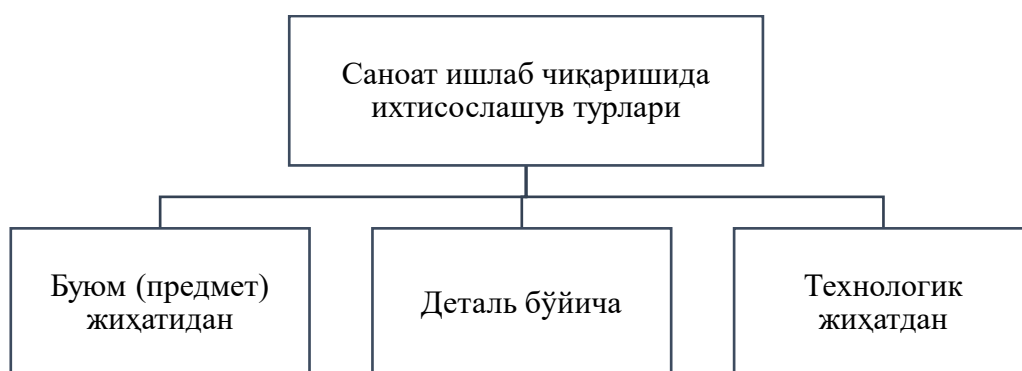 Саноат ишлаб чиқаришида
ихтисослашув турлари
Буюм (предмет)
жиҳатидан
Деталь бўйича
Технологик
жиҳатдан